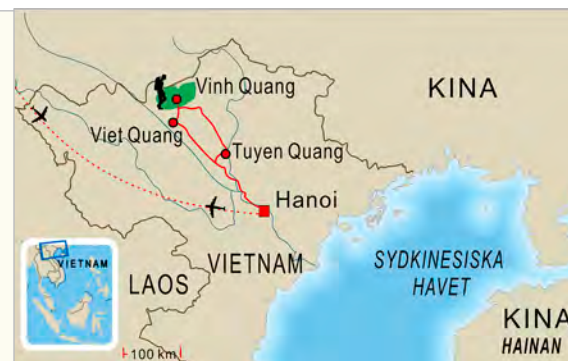 Vinh Quang
KINA
Viet Quang
Tuyen Quang
Hanoi
VIETNAM
VIETNAM
SYDKINESISKA
HAVET
LAOS
KINA
HAINAN
100 km